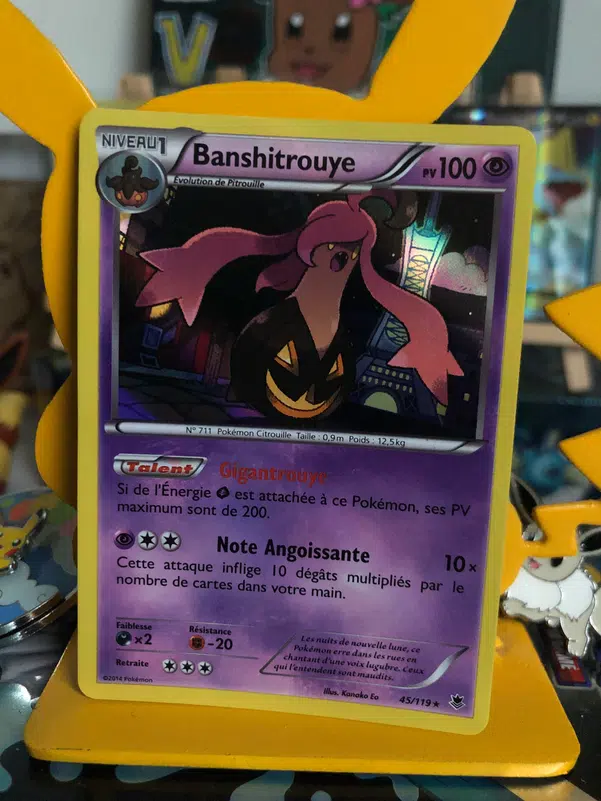 NIVEAU1
Banshitrouye
PV100
Évolution de Pitrouille
N° 711 Pokémon Citrouille Taille : 0,9m Poids : 12,5kg
Talent Gigantrouye
Si de l'Énergie est attachée à ce Pokémon, ses PV
maximum sont de 200.
Note Angoissante 10×
Cette attaque inflige 10 dégâts multipliés par le
nombre de cartes dans votre main.
Faiblesse Résistance
×2 -20
Retraite
Les nuits de nouvelle lune, ce
Pokémon erre dans les rues en
chantant d'une voix lugubre. Ceux
qui l'entendent sont maudits.
©2014 Pokémon
Illus. Kanako Eo
45/119★
V